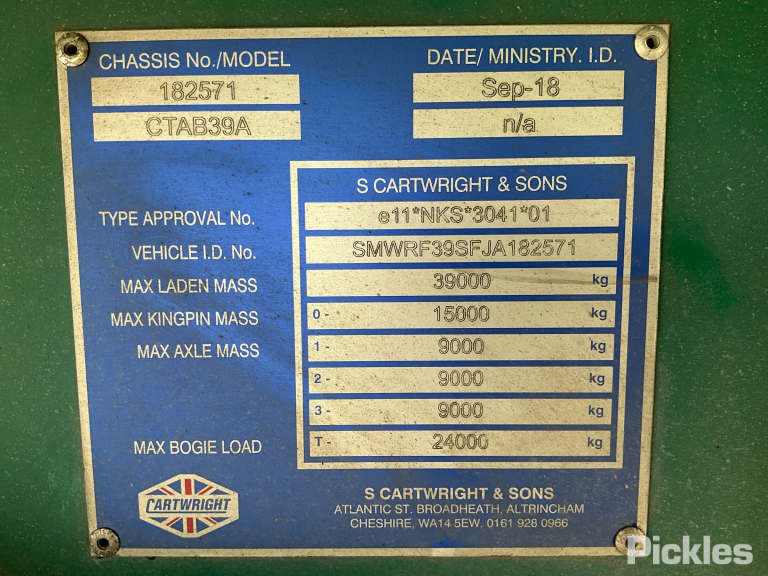 CHASSIS No./MODEL
182571
CTAB39A
DATE/ MINISTRY. I.D.
Sep-18
n/a
S CARTWRIGHT & SONS
TYPE APPROVAL No. e11*NKS*3041*01
VEHICLE I.D. No. SMWRF39SFJA182571
MAX LADEN MASS 39000 kg
MAX KINGPIN MASS 0- 15000 kg
MAX AXLE MASS 1- 9000 kg
2- 9000 kg
3- 9000 kg
MAX BOGIE LOAD T- 24000 kg
CARTWRIGHT
S CARTWRIGHT & SONS
ATLANTIC ST. BROADHEATH, ALTRINCHAM
CHESHIRE, WA14 5EW. 0161 928 0966
Pickles